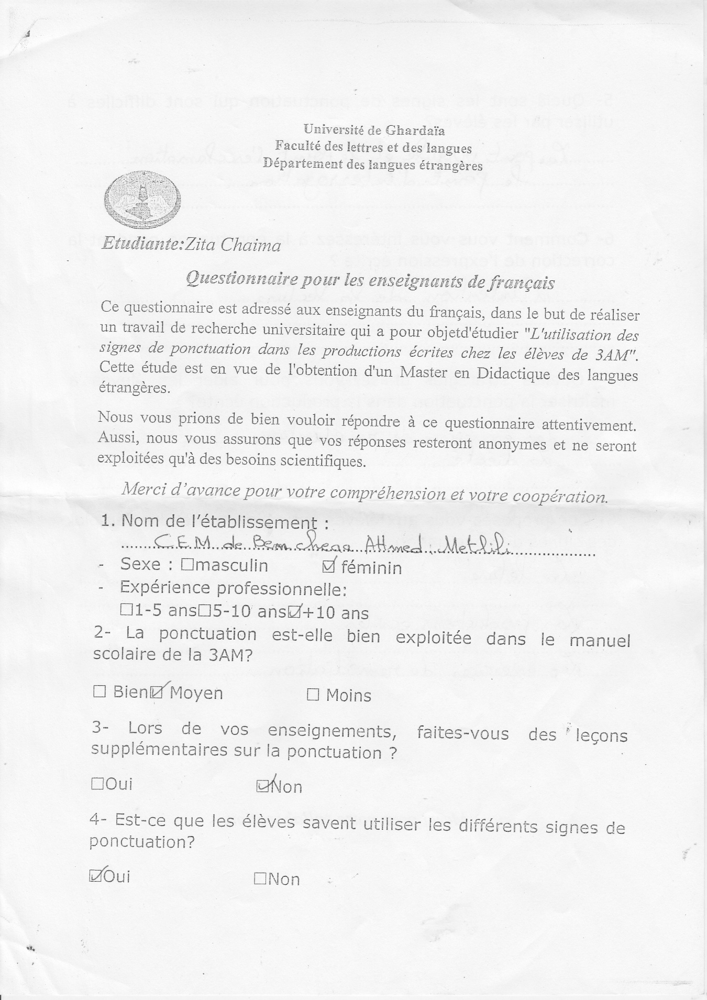 Université de Ghardaïa
Faculté des lettres et des langues
Département des langues étrangères
Etudiante:Zita Chaima
Questionnaire pour les enseignants de français
Ce questionnaire est adressé aux enseignants du français, dans le but de réaliser
un travail de recherche universitaire qui a pour objetd'étudier "L'utilisation des
signes de ponctuation dans les productions écrites chez les élèves de 3AM".
Cette étude est en vue de l'obtention d'un Master en Didactique des langues
étrangères.
Nous vous prions de bien vouloir répondre à ce questionnaire attentivement.
Aussi, nous vous assurons que vos réponses resteront anonymes et ne seront
exploitées qu'à des besoins scientifiques.
Merci d'avance pour votre compréhension et votre coopération.
1. Nom de l'établissement :
C.E.M. de Ben Attmed Metlili
- Sexe : ☐masculin ☑ féminin
- Expérience professionnelle:
☐1-5 ans☐5-10 ans☑+10 ans
2- La ponctuation est-elle bien exploitée dans le manuel
scolaire de la 3AM?
☐ Bien☑ Moyen ☐ Moins
3- Lors de vos enseignements, faites-vous des leçons
supplémentaires sur la ponctuation ?
☐Oui ☑Non
4- Est-ce que les élèves savent utiliser les différents signes de
ponctuation?
☑Oui ☐Non